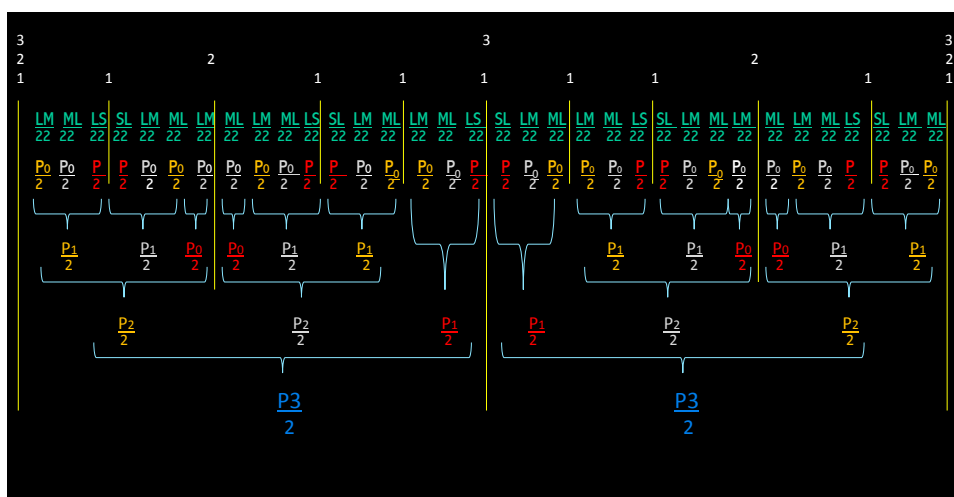 3 3 3
2 2 2 2
1 1 1 1 1 1 1 1 1
LM ML LS SL LM ML LM ML LM ML LS SL LM ML LM ML LS SL LM ML LM ML LS SL LM ML LM ML LM ML LS SL LM ML
22 22 22 22 22 22 22 22 22 22 22 22 22 22 22 22 22 22 22 22 22 22 22 22 22 22 22 22 22 22 22 22 22 22
P0 P0 P P P0 P0 P0 P0 P0 P0 P P P0 P0 P0 P0 P P P0 P0 P0 P0 P P P0 P0 P0 P0 P0 P0 P P P0 P0
2 2 2 2 2 2 2 2 2 2 2 2 2 2 2 2 2 2 2 2 2 2 2 2 2 2 2 2 2 2 2 2 2 2
P1 P1 P0 P0 P1 P1 P1 P1 P0 P0 P1 P1
2 2 2 2 2 2 2 2 2 2 2 2
P2 P2 P1 P1 P2 P2
2 2 2 2 2 2
P3 P3
2 2